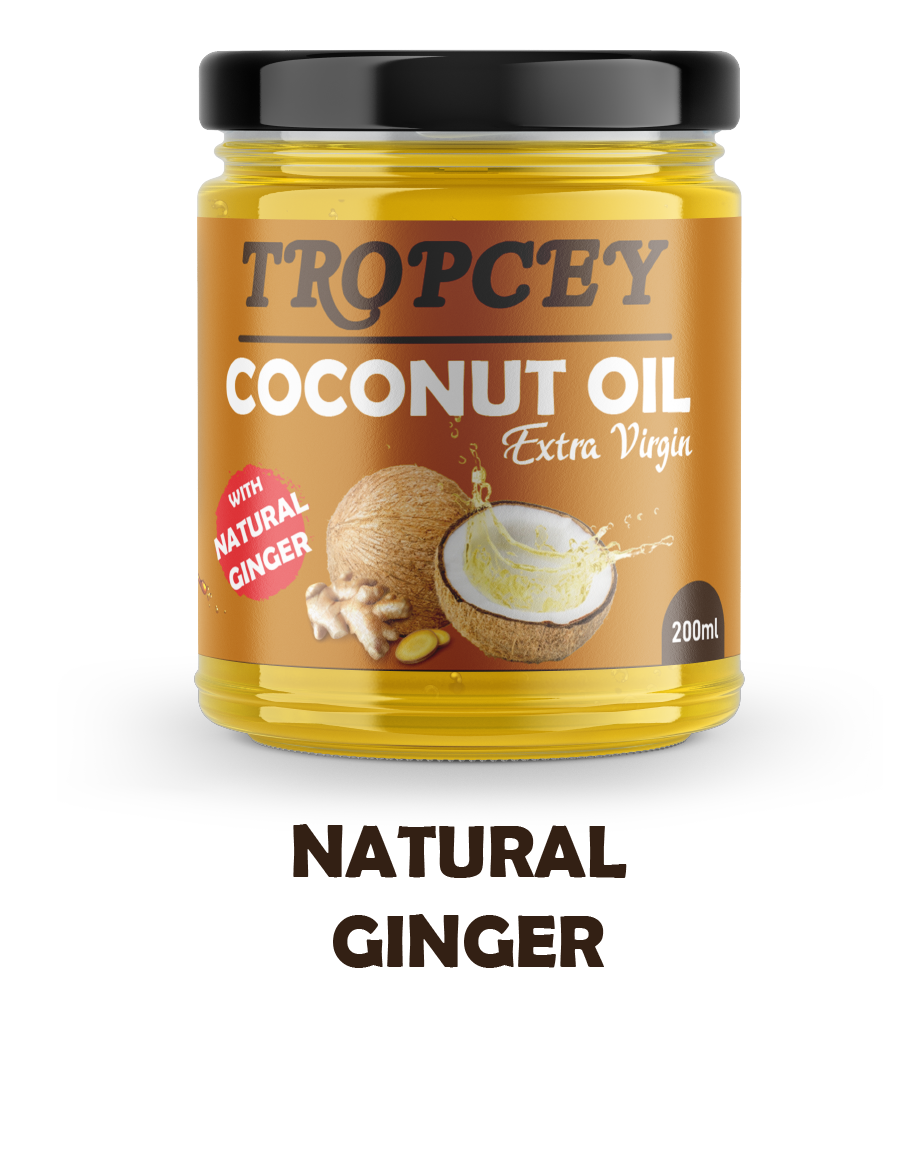 TROPCEY
COCONUT OIL
Extra Virgin
WITH
NATURAL
GINGER
200ml
NATURAL
GINGER